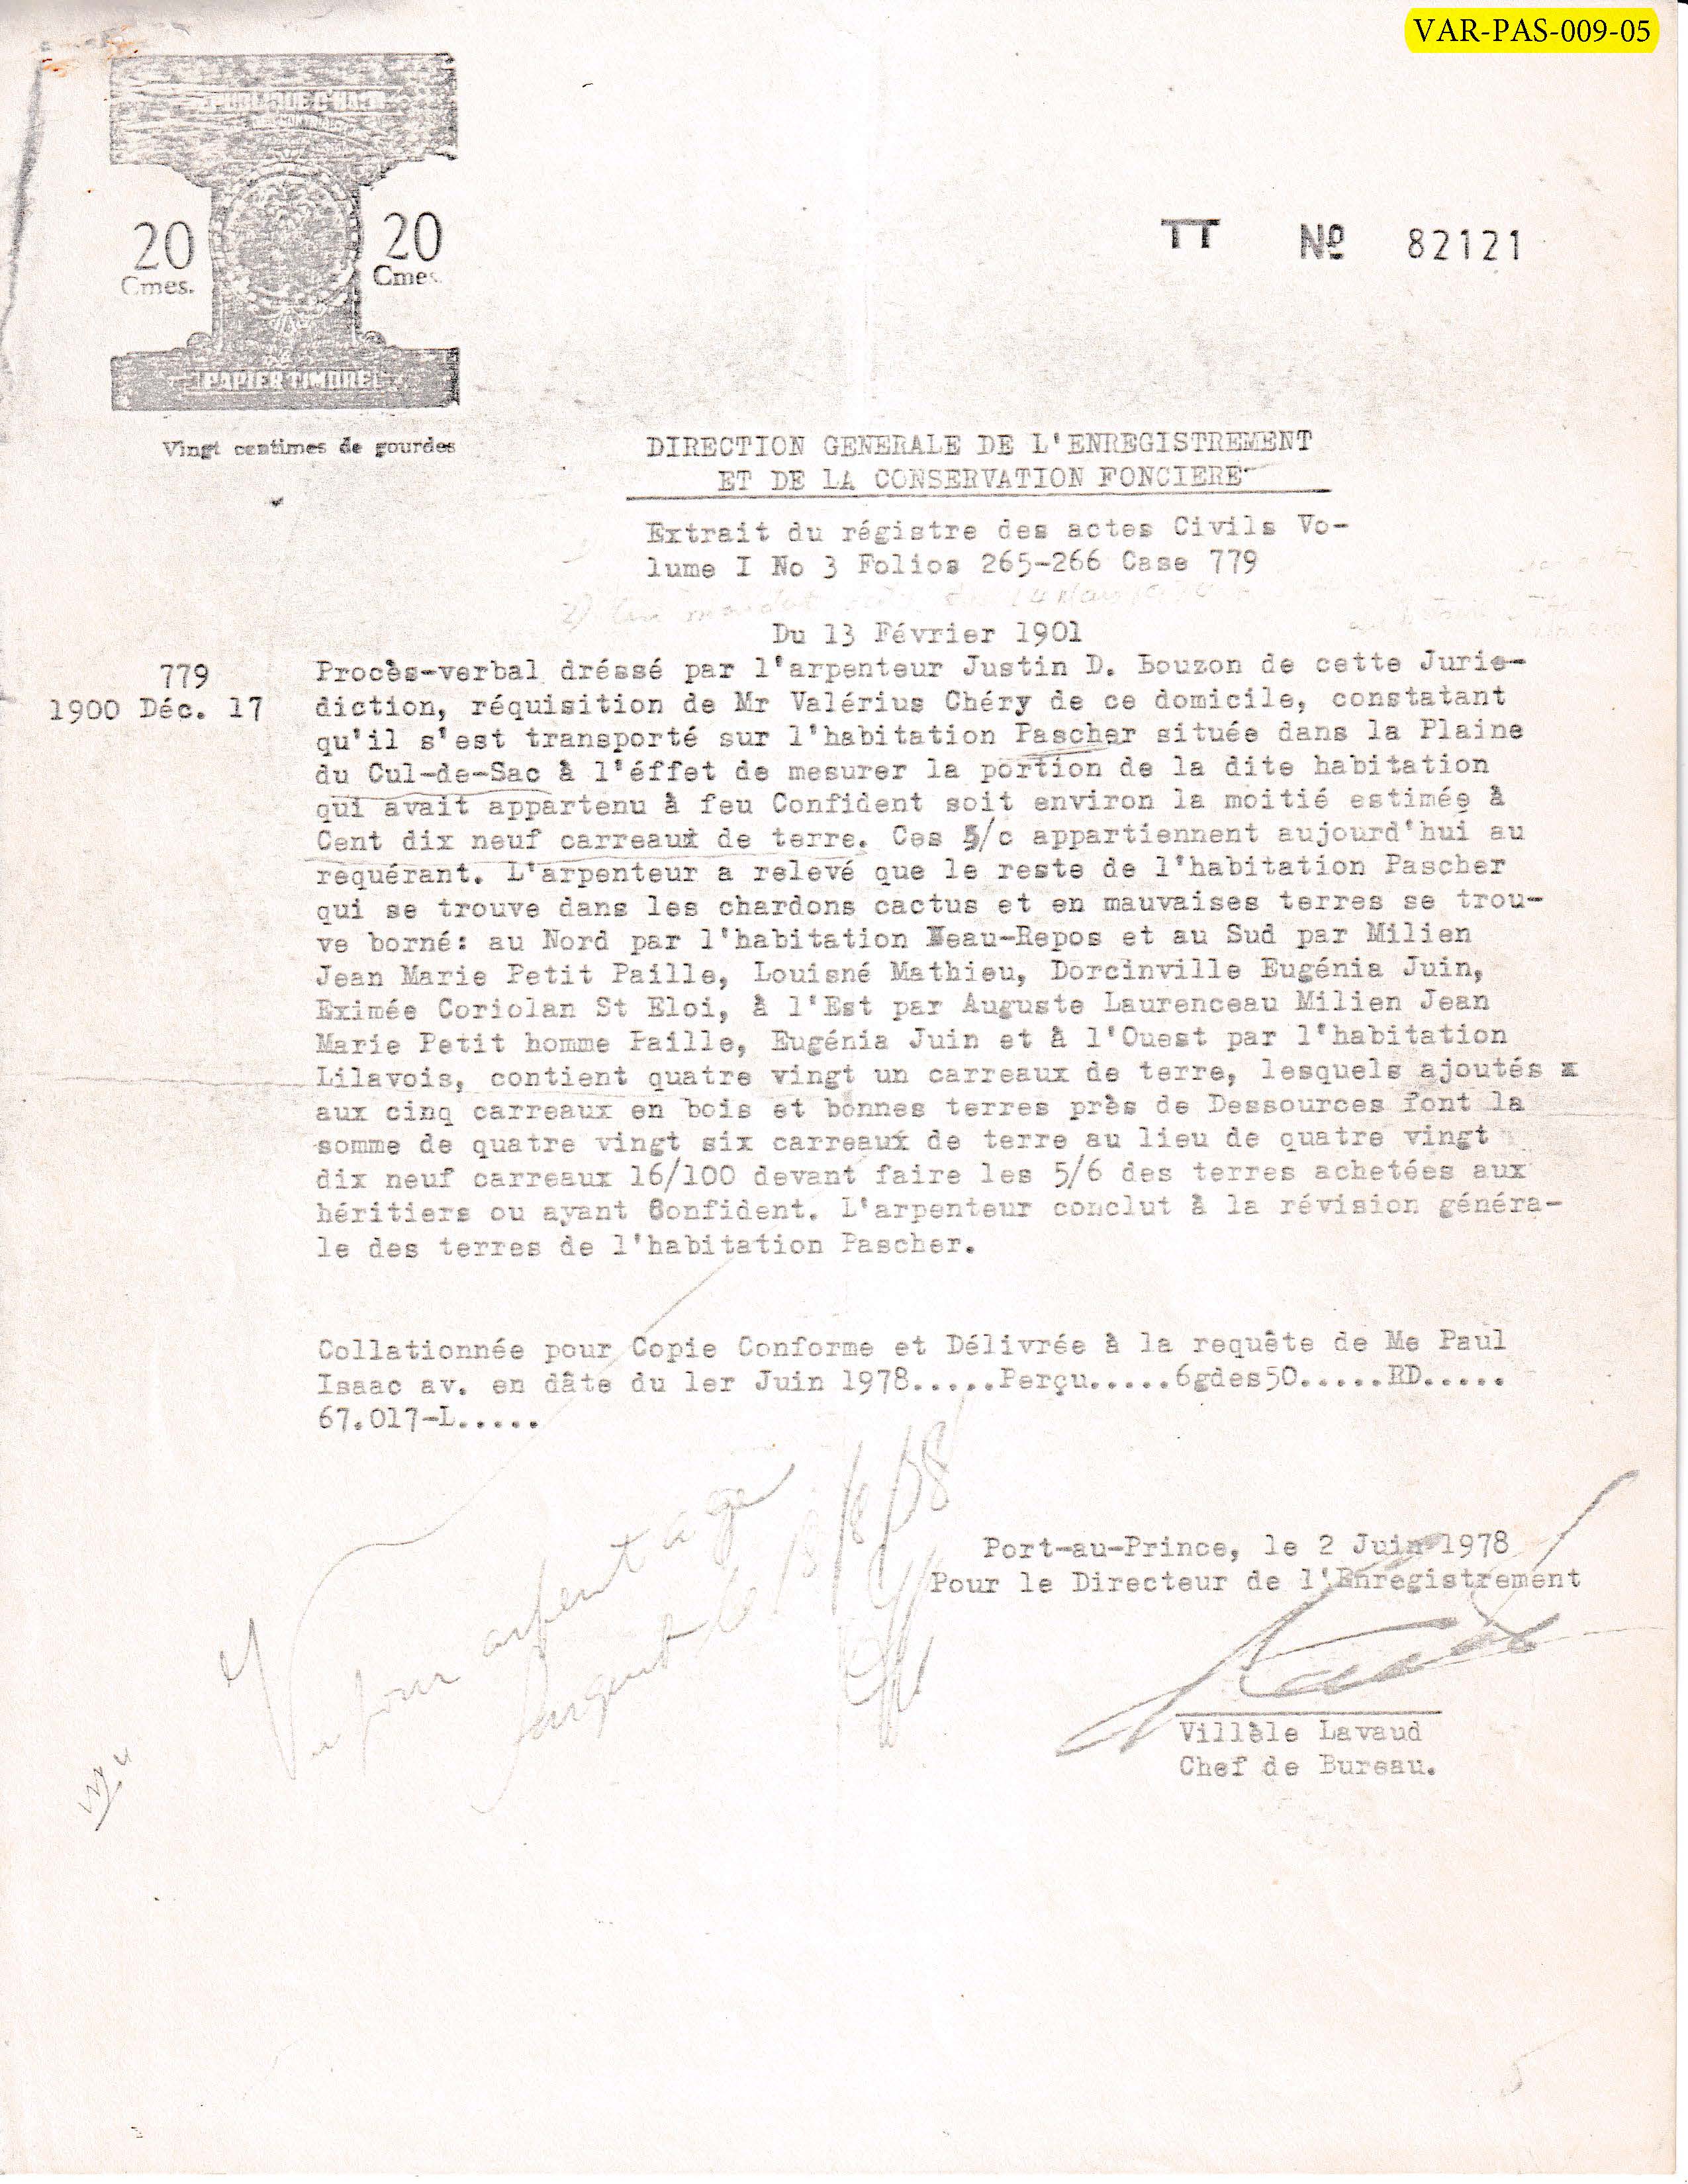 VAR-PAS-009-05
REPUBLIQUE D'HAITI
20 20
Cmes. Cmes.
PAPIER TIMBRE
Vingt centimes de gourdes
TT No 82121
DIRECTION GENERALE DE L'ENREGISTREMENT
ET DE LA CONSERVATION FONCIERE
Extrait du régistre des actes Civils Vo-
lume I No 3 Folios 265-266 Case 779
Du 13 Février 1901
779
1900 Déc. 17
Procès-verbal dréssé par l'arpenteur Justin D. Bouzon de cette Juris-
diction, réquisition de Mr Valérius Chéry de ce domicile, constatant
qu'il s'est transporté sur l'habitation Pascher située dans la Plaine
du Cul-de-Sac à l'éffet de mesurer la portion de la dite habitation
qui avait appartenu à feu Confident soit environ la moitié estimée à
Cent dix neuf carreaux de terre. Ces 5/c appartiennent aujourd'hui au
requérant. L'arpenteur a relevé que le reste de l'habitation Pascher
qui se trouve dans les chardons cactus et en mauvaises terres se trou-
ve borné: au Nord par l'habitation Beau-Repos et au Sud par Milien
Jean Marie Petit Paille, Louisné Mathieu, Dorcinville Eugénia Juin,
Eximée Coriolan St Eloi, à l'Est par Auguste Laurenceau Milien Jean
Marie Petit homme Paille, Eugénia Juin et à l'Ouest par l'habitation
Lilavois, contient quatre vingt un carreaux de terre, lesquels ajoutés x
aux cinq carreaux en bois et bonnes terres près de Dessources font la
somme de quatre vingt six carreaux de terre au lieu de quatre vingt
dix neuf carreaux 16/100 devant faire les 5/6 des terres achetées aux
héritiers ou ayant Confident. L'arpenteur conclut à la révision généra-
le des terres de l'habitation Pascher.
Collationnée pour Copie Conforme et Délivrée à la requête de Me Paul
Isaac av. en dâte du 1er Juin 1978.....Perçu.....6gdes50.....RD.....
67.017-L.....
Vu pour arpentage
Port-au-Prince, le 2 Juin 1978
Pour le Directeur de l'Enregistrement
Villèle Lavaud
Chef de Bureau.
5